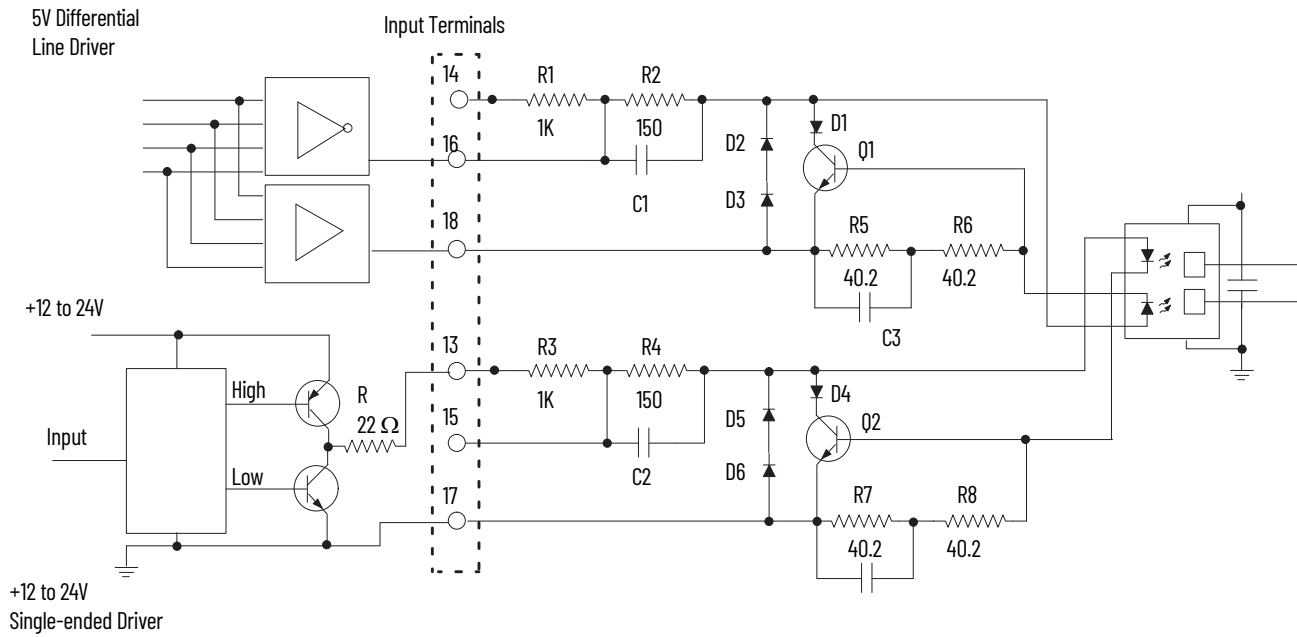 5V Differential
Line Driver
Input Terminals
14
R1
R2
1K
150
D1
16
D2
Q1
C1
D3
18
R5
R6
40.2
40.2
C3
+12 to 24V
13
R3
R4
High
R
22 Ω
1K
150
D4
15
D5
Q2
Input
C2
D6
Low
17
R7
R8
40.2
40.2
+12 to 24V
Single-ended Driver